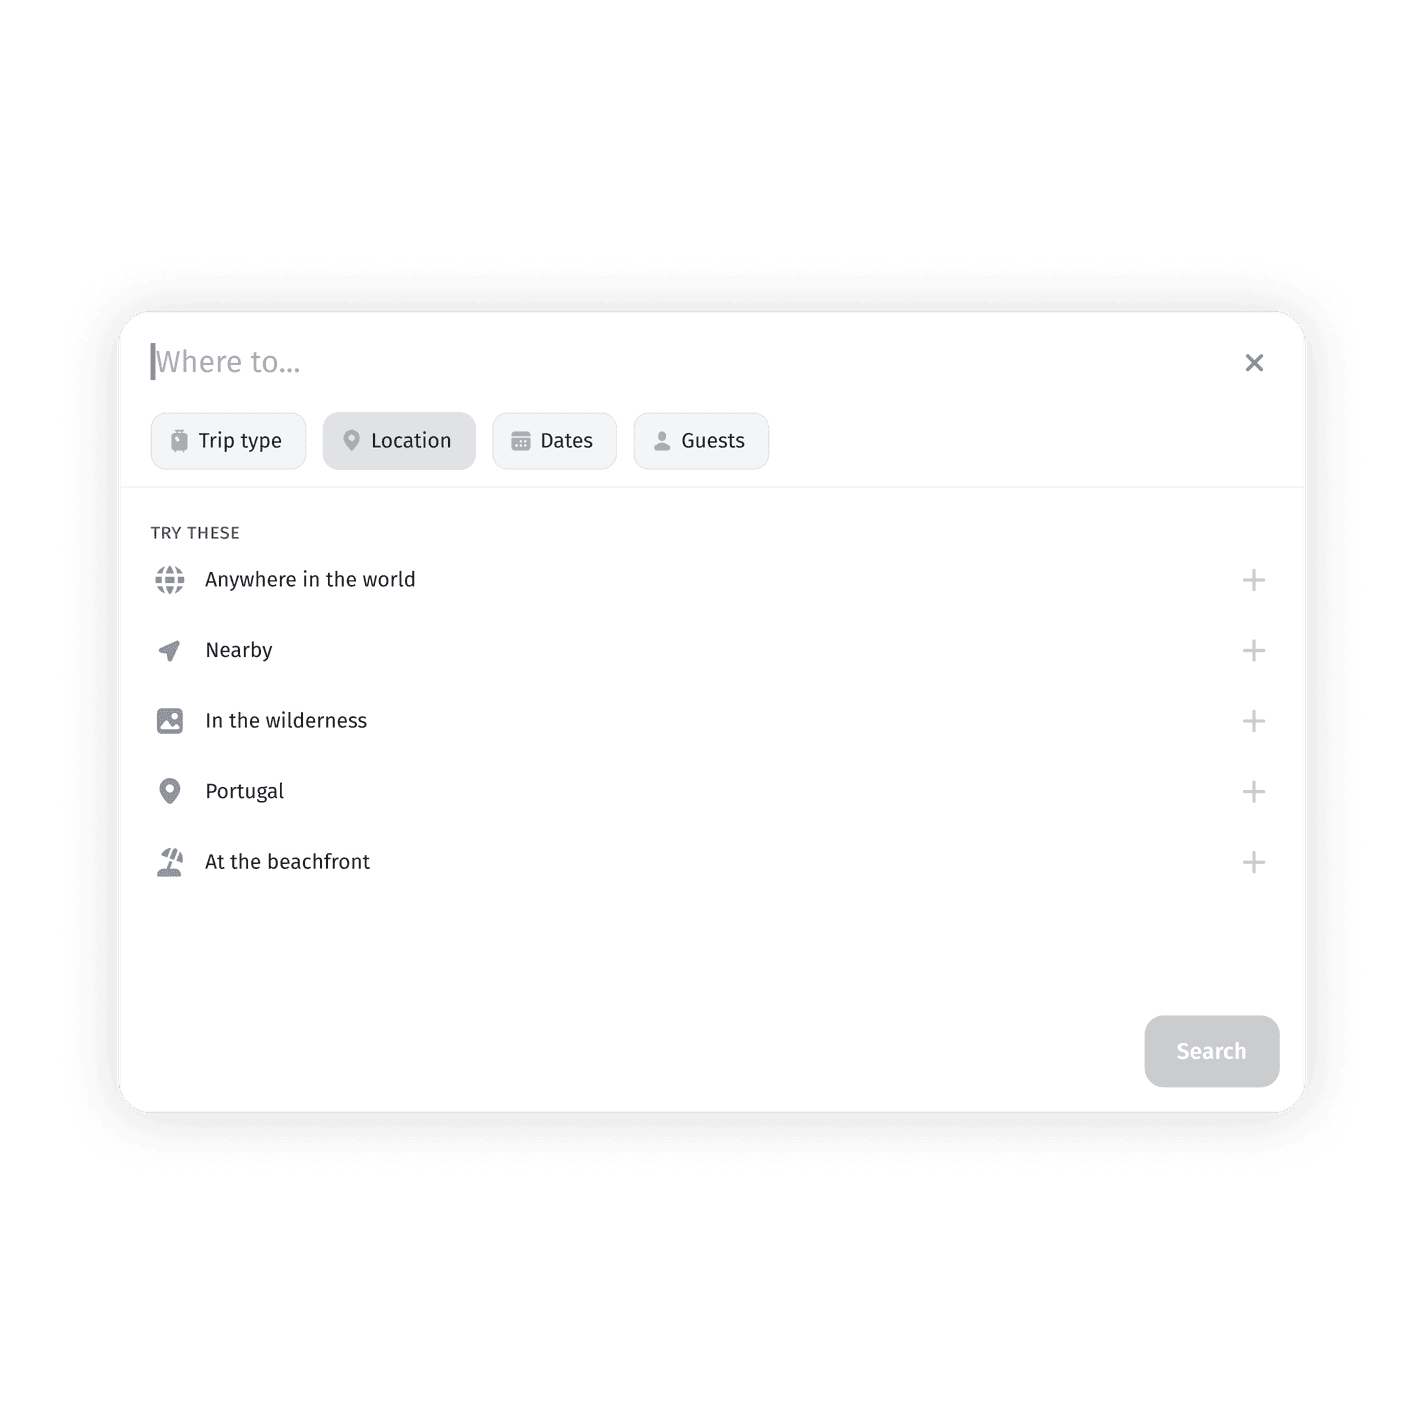 Where to...
Trip type
Location
Dates
Guests
TRY THESE
Anywhere in the world
Nearby
In the wilderness
Portugal
At the beachfront
Search